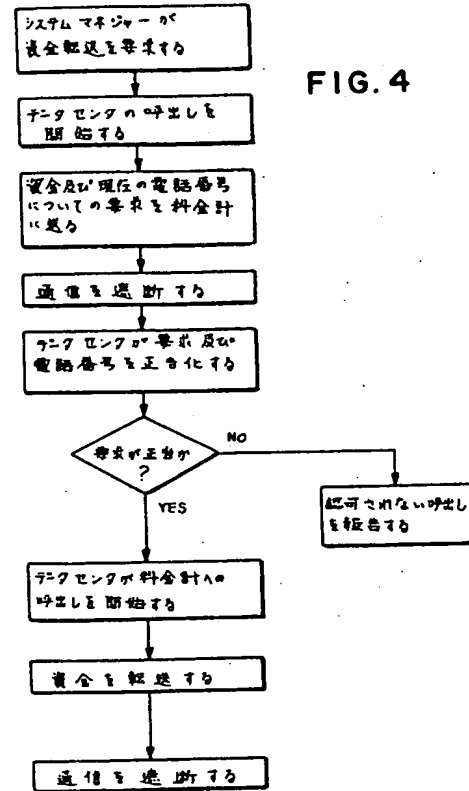 システム マネジャー が
資金転送を要求する
FIG. 4
データ センタ の 呼出し を
開始する
資金及び現在の電話番号
についての要求を料金計
に送る
通信を遮断する
データ センタが要求及び
電話番号を正当化する
要求が正当か
?
NO
YES
認可されない呼出し
を報告する
データ センタが料金計への
呼出しを開始する
資金を転送する
通信を遮断する